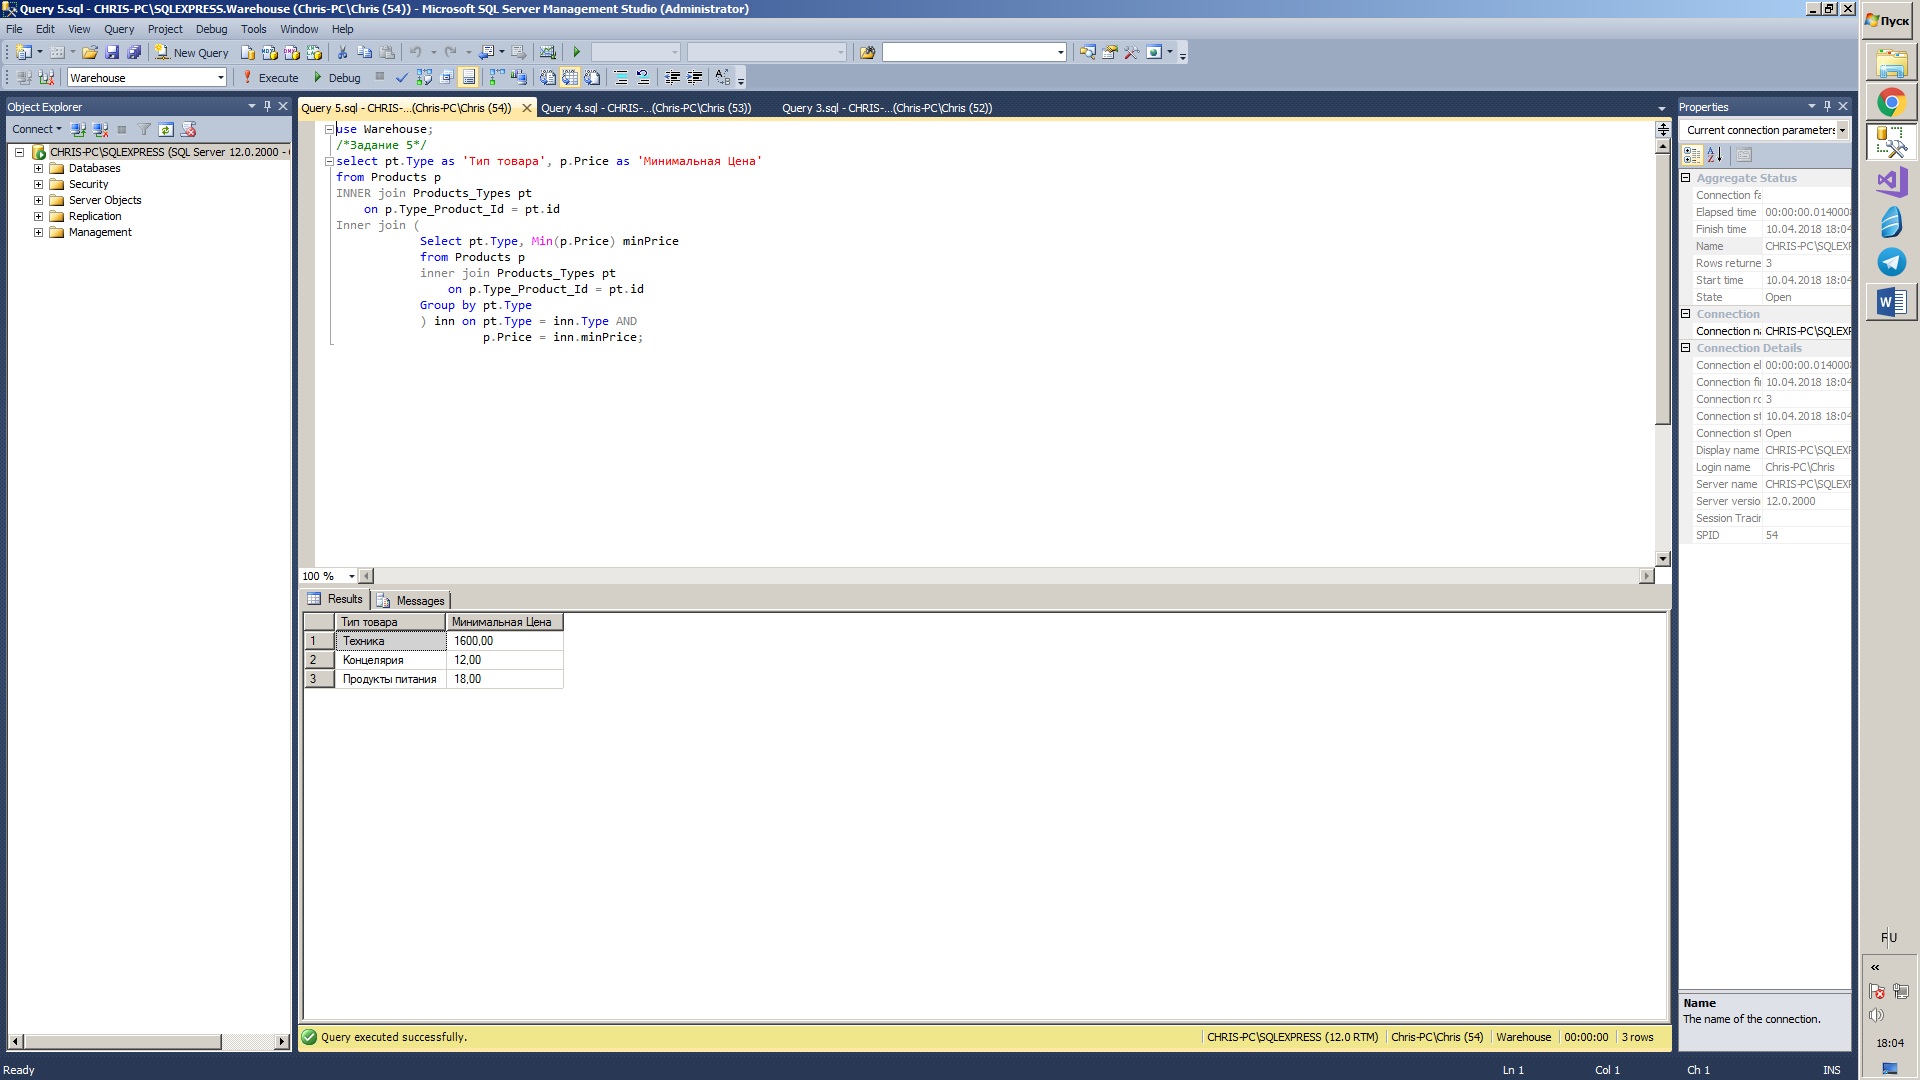 Query 5.sql - CHRIS-PC\SQLEXPRESS.Warehouse (Chris-PC\Chris (54)) - Microsoft SQL Server Management Studio (Administrator)
File Edit View Query Project Debug Tools Window Help
New Query
Warehouse Execute Debug
Object Explorer
Connect
CHRIS-PC\SQLEXPRESS (SQL Server 12.0.2000 -
Databases
Security
Server Objects
Replication
Management
Query 5.sql - CHRIS-...(Chris-PC\Chris (54)) Query 4.sql - CHRIS-...(Chris-PC\Chris (53)) Query 3.sql - CHRIS-...(Chris-PC\Chris (52))
use Warehouse;
/*Задание 5*/
select pt.Type as 'Тип товара', p.Price as 'Минимальная Цена'
from Products p
INNER join Products_Types pt
on p.Type_Product_Id = pt.id
Inner join (
Select pt.Type, Min(p.Price) minPrice
from Products p
inner join Products_Types pt
on p.Type_Product_Id = pt.id
Group by pt.Type
) inn on pt.Type = inn.Type AND
p.Price = inn.minPrice;
100 %
Results Messages
Тип товара Минимальная Цена
1 Техника 1600,00
2 Концелярия 12,00
3 Продукты питания 18,00
Query executed successfully. CHRIS-PC\SQLEXPRESS (12.0 RTM) Chris-PC\Chris (54) Warehouse 00:00:00 3 rows
Properties
Current connection parameters
Aggregate Status
Connection fa
Elapsed time 00:00:00.014000
Finish time 10.04.2018 18:04
Name CHRIS-PC\SQLEXP
Rows returne 3
Start time 10.04.2018 18:04
State Open
Connection
Connection na CHRIS-PC\SQLEXP
Connection Details
Connection el 00:00:00.014000
Connection fi 10.04.2018 18:04
Connection ro 3
Connection st 10.04.2018 18:04
Connection st Open
Display name CHRIS-PC\SQLEXP
Login name Chris-PC\Chris
Server name CHRIS-PC\SQLEXP
Server versio 12.0.2000
Session Tracin
SPID 54
Name
The name of the connection.
Ready Ln 1 Col 1 Ch 1 INS
Пуск
RU
18:04